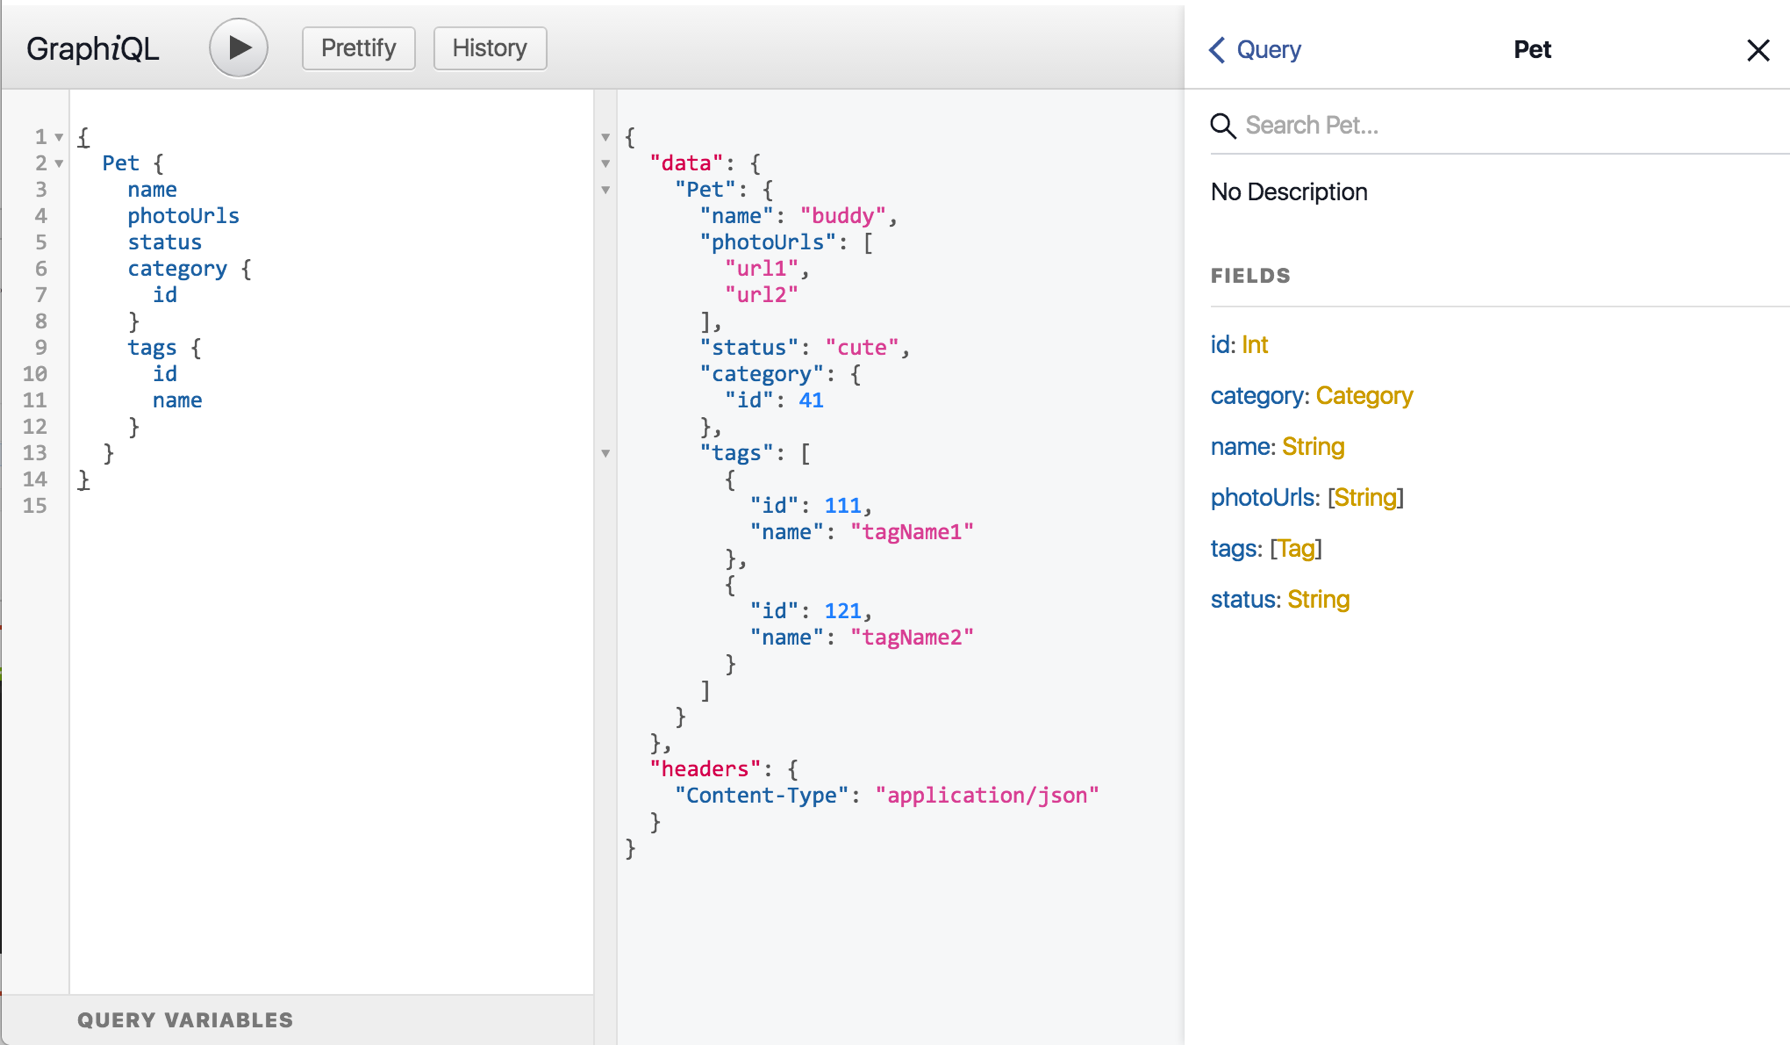 GraphiQL
Prettify
History
1 {
2   Pet {
3     name
4     photoUrls
5     status
6     category {
7       id
8     }
9     tags {
10       id
11       name
12     }
13   }
14 }
15
QUERY VARIABLES
{
  "data": {
    "Pet": {
      "name": "buddy",
      "photoUrls": [
        "url1",
        "url2"
      ],
      "status": "cute",
      "category": {
        "id": 41
      },
      "tags": [
        {
          "id": 111,
          "name": "tagName1"
        },
        {
          "id": 121,
          "name": "tagName2"
        }
      ]
    }
  },
  "headers": {
    "Content-Type": "application/json"
  }
}
Query
Pet
Search Pet...
No Description
FIELDS
id: Int
category: Category
name: String
photoUrls: [String]
tags: [Tag]
status: String